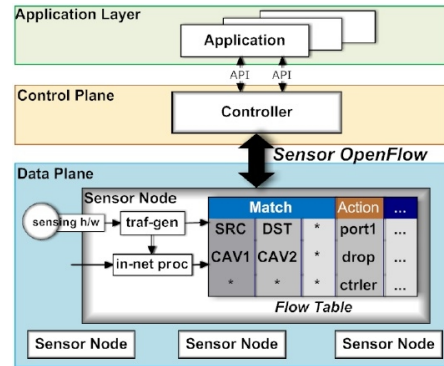 Application Layer
Application
API API
Control Plane
Controller
Sensor OpenFlow
Data Plane
Sensor Node
sensing h/w
traf-gen
in-net proc
Match Action ...
SRC DST * port1 ...
CAV1 CAV2 * drop ...
* * * ctrler ...
Flow Table
Sensor Node Sensor Node Sensor Node